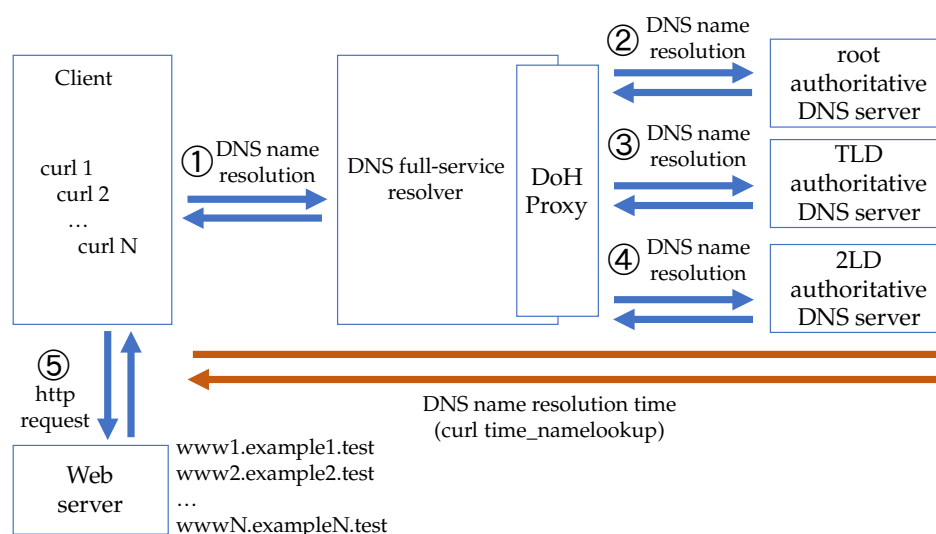 Client
curl 1
curl 2
…
curl N
① DNS name
resolution
DNS full-service
resolver
DoH
Proxy
② DNS name
resolution
root
authoritative
DNS server
③ DNS name
resolution
TLD
authoritative
DNS server
④ DNS name
resolution
2LD
authoritative
DNS server
⑤
http
request
DNS name resolution time
(curl time_namelookup)
Web
server
www1.example1.test
www2.example2.test
…
wwwN.exampleN.test